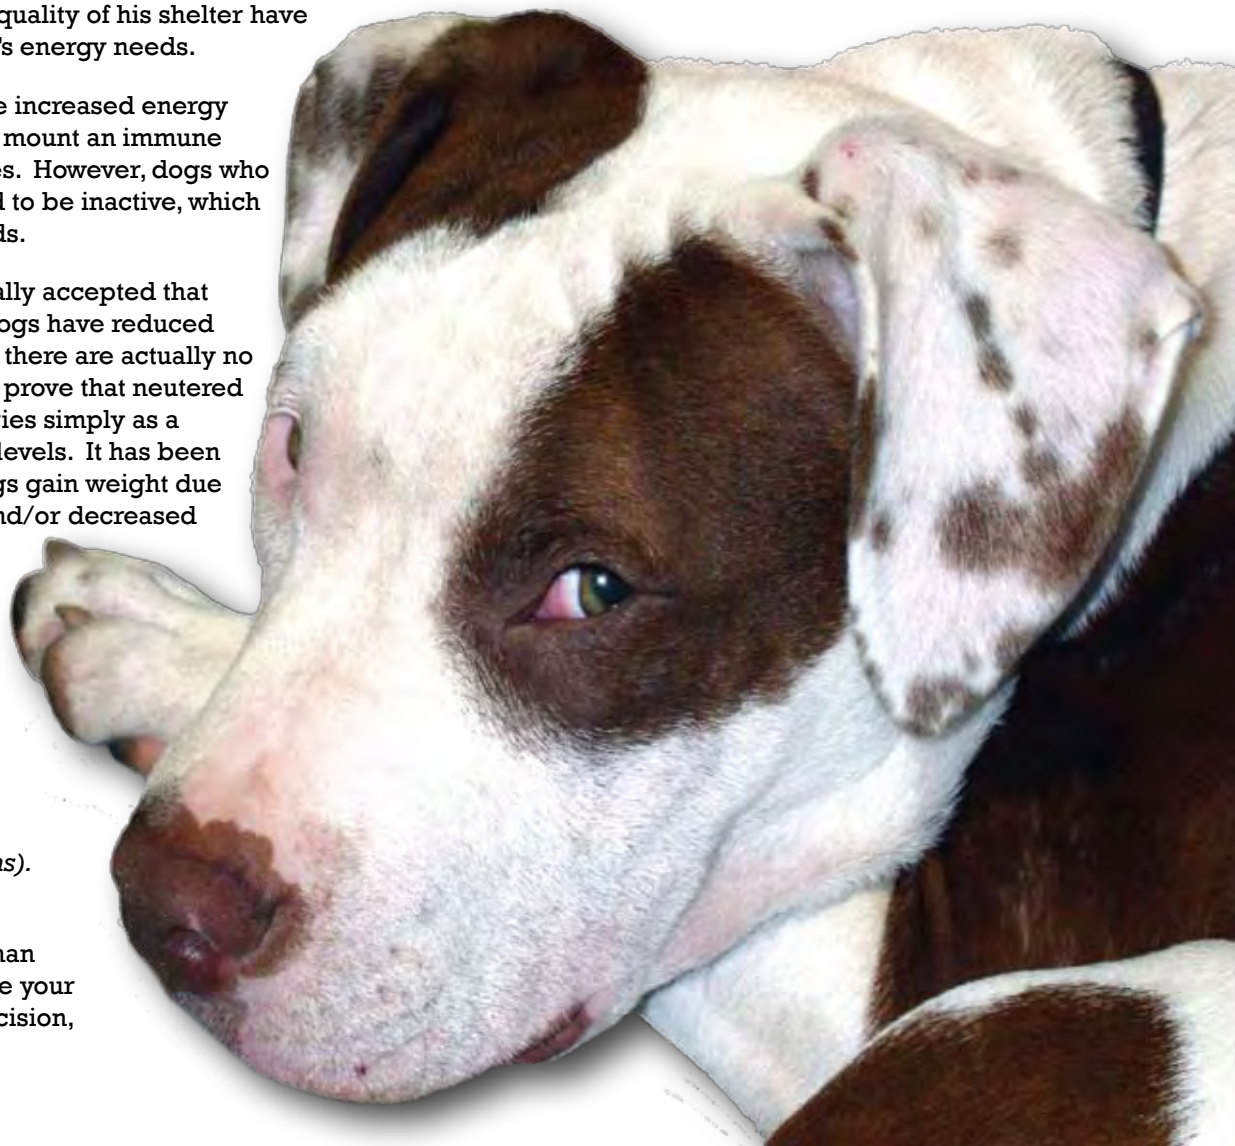 quality of his shelter have
's energy needs.
e increased energy
mount an immune
es. However, dogs who
d to be inactive, which
ds.
ally accepted that
ogs have reduced
there are actually no
prove that neutered
ries simply as a
levels. It has been
gs gain weight due
nd/or decreased
ns).
han
e your
cision,